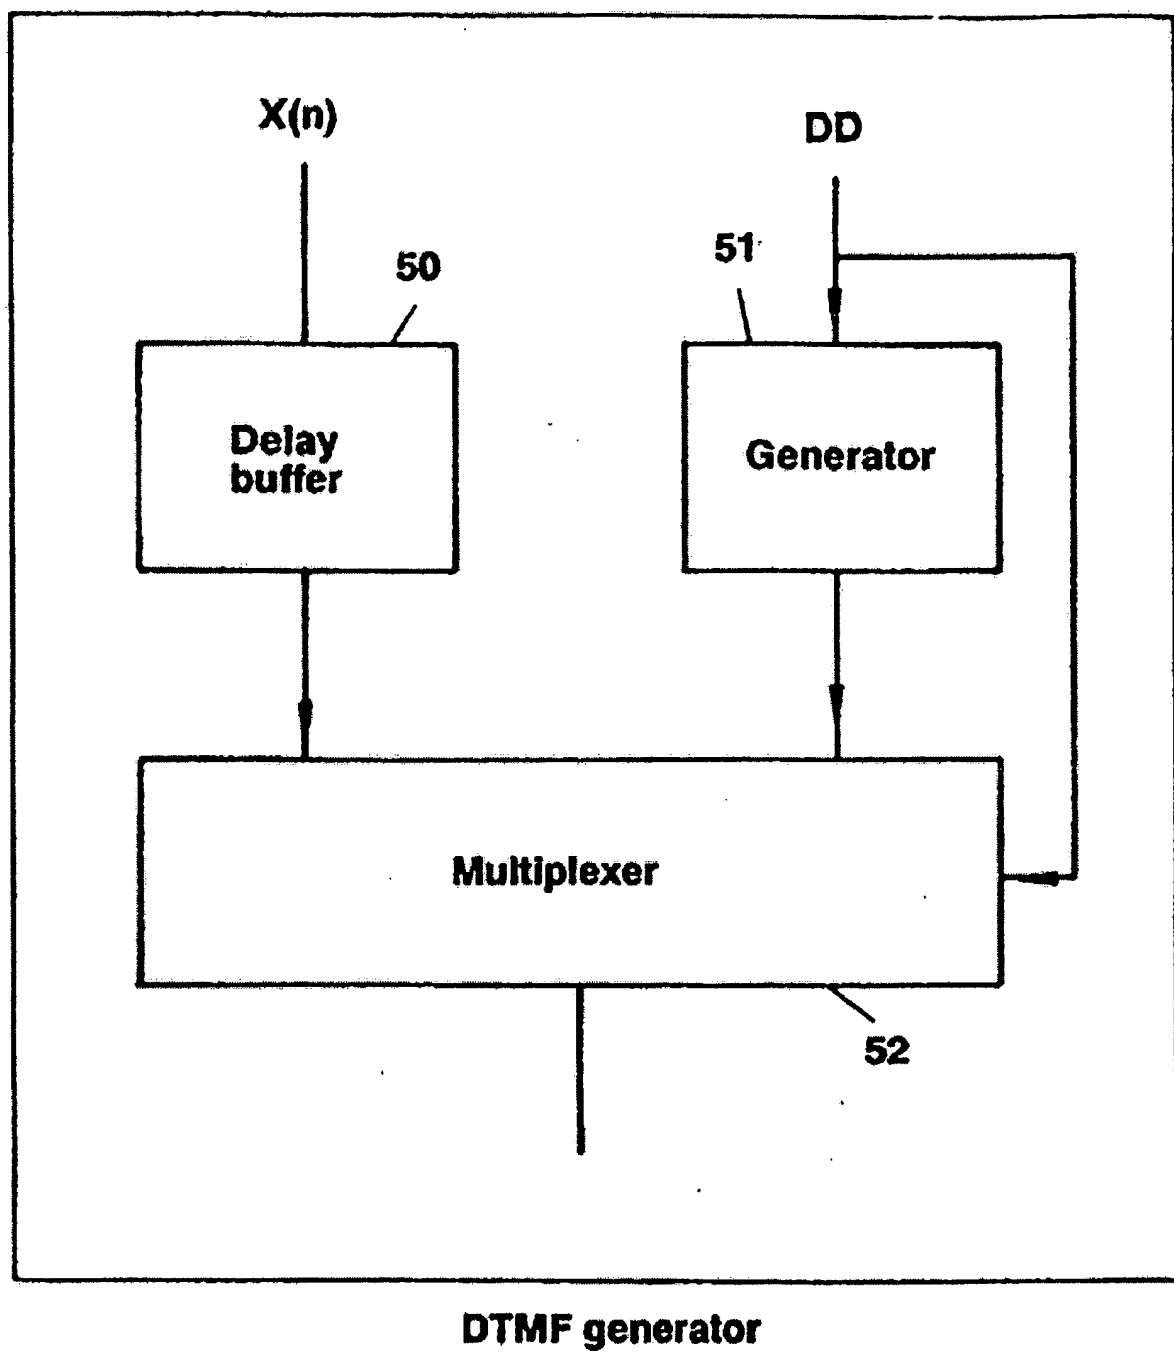 X(n)
DD
50
51
Delay
buffer
Generator
Multiplexer
52
DTMF generator